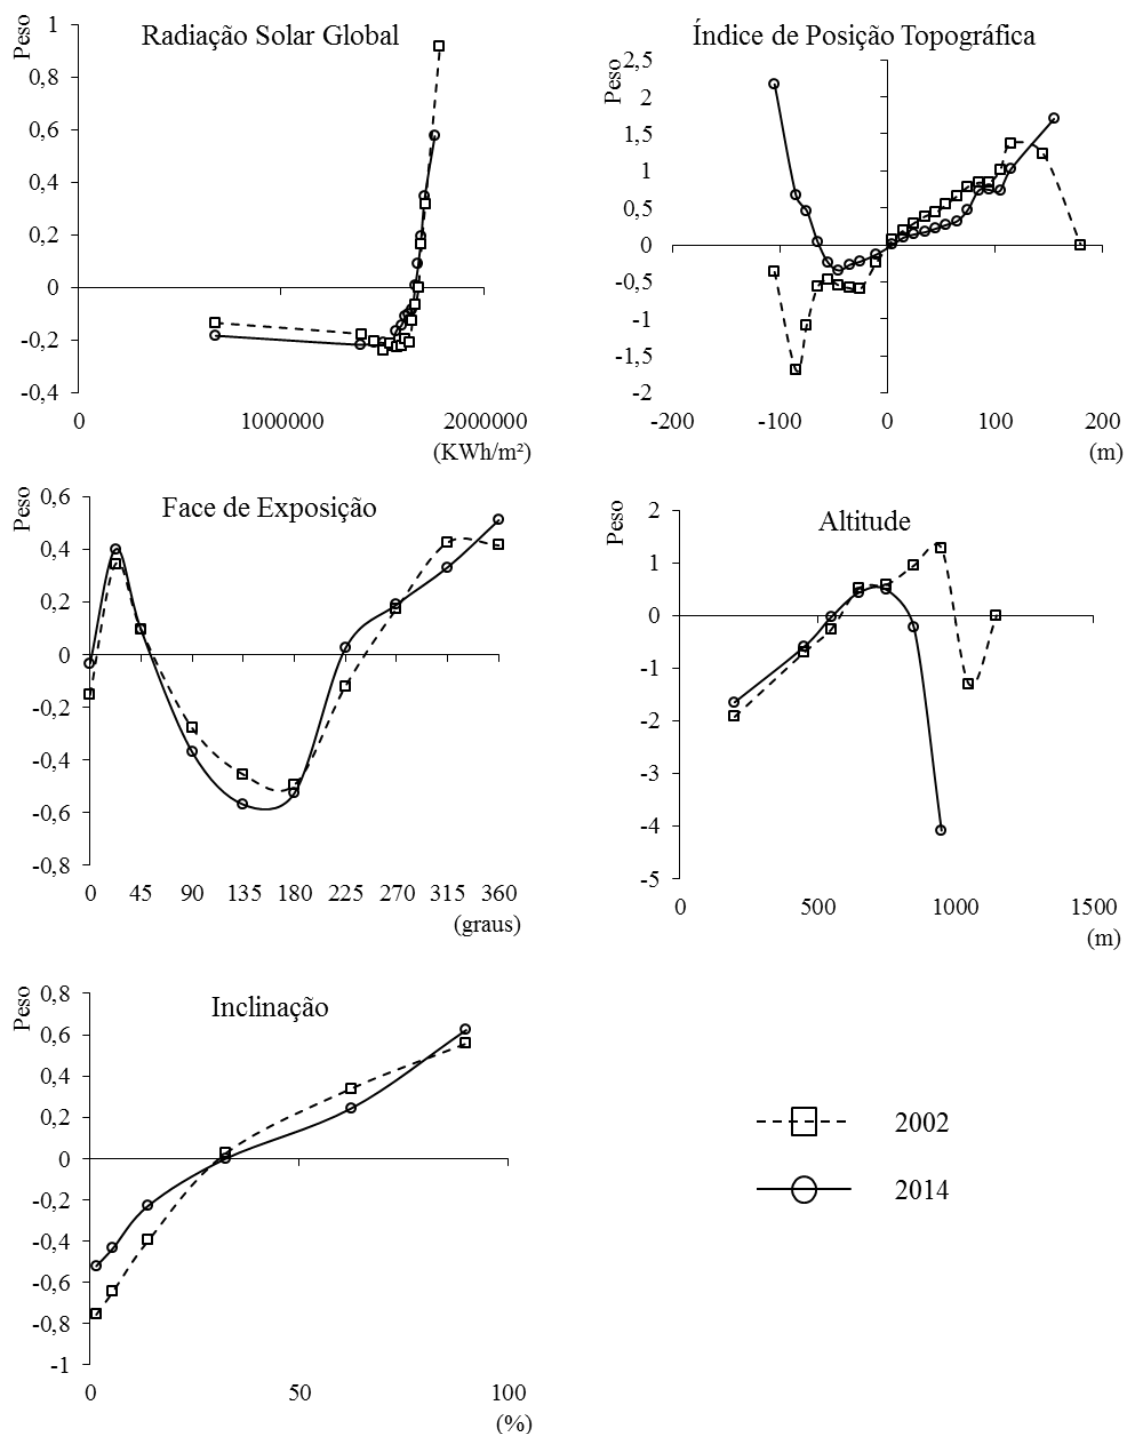 Radiação Solar Global
Peso
1
0,8
0,6
0,4
0,2
0
-0,2
-0,4
0 1000000 2000000
(KWh/m²)
Índice de Posição Topográfica
Peso
2,5
2
1,5
1
0,5
0
-0,5
-1
-1,5
-2
-200 -100 0 100 200
(m)
Face de Exposição
Peso
0,6
0,4
0,2
0
-0,2
-0,4
-0,6
-0,8
0 45 90 135 180 225 270 315 360
(graus)
Altitude
Peso
2
1
0
-1
-2
-3
-4
-5
0 500 1000 1500
(m)
Inclinação
Peso
0,8
0,6
0,4
0,2
0
-0,2
-0,4
-0,6
-0,8
-1
0 50 100
(%)
2002
2014